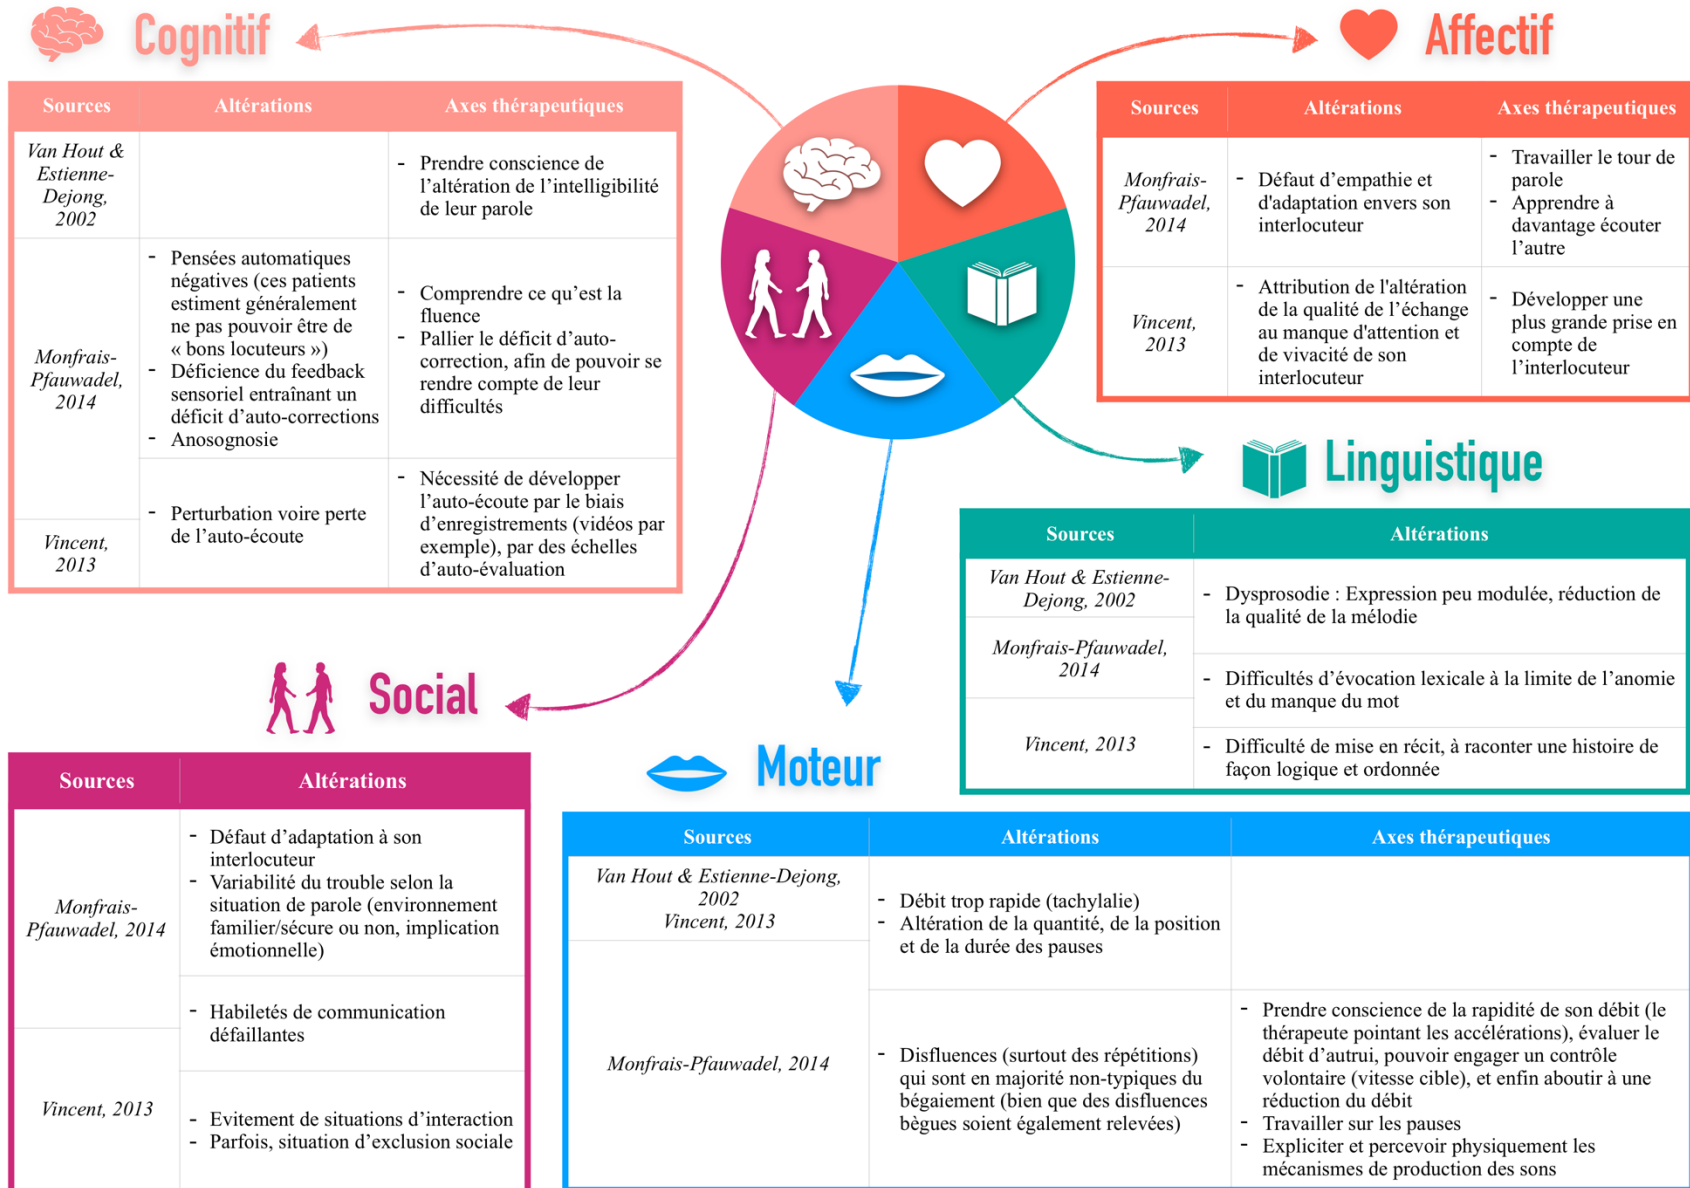 Cognitif
Sources
Altérations
Axes thérapeutiques
Van Hout &
Estienne-
Dejong,
2002
- Prendre conscience de
l’altération de l’intelligibilité
de leur parole
Monfrais-
Pfauwadel,
2014
- Pensées automatiques
négatives (ces patients
estiment généralement
ne pas pouvoir être de
« bons locuteurs »)
- Déficience du feedback
sensoriel entraînant un
déficit d’auto-corrections
- Anosognosie
- Comprendre ce qu’est la
fluence
- Pallier le déficit d’auto-
correction, afin de pouvoir se
rendre compte de leur
difficultés
Vincent,
2013
- Perturbation voire perte
de l’auto-écoute
- Nécessité de développer
l’auto-écoute par le biais
d’enregistrements (vidéos par
exemple), par des échelles
d’auto-évaluation
Affectif
Sources
Altérations
Axes thérapeutiques
Monfrais-
Pfauwadel,
2014
- Défaut d’empathie et
d'adaptation envers son
interlocuteur
- Travailler le tour de
parole
- Apprendre à
davantage écouter
l’autre
Vincent,
2013
- Attribution de l'altération
de la qualité de l’échange
au manque d'attention et
de vivacité de son
interlocuteur
- Développer une
plus grande prise en
compte de
l’interlocuteur
Linguistique
Sources
Altérations
Van Hout & Estienne-
Dejong, 2002
Monfrais-Pfauwadel,
2014
Vincent, 2013
- Dysprosodie : Expression peu modulée, réduction de
la qualité de la mélodie
- Difficultés d’évocation lexicale à la limite de l’anomie
et du manque du mot
- Difficulté de mise en récit, à raconter une histoire de
façon logique et ordonnée
Social
Sources
Altérations
Monfrais-
Pfauwadel, 2014
- Défaut d’adaptation à son
interlocuteur
- Variabilité du trouble selon la
situation de parole (environnement
familier/sécure ou non, implication
émotionnelle)
- Habiletés de communication
défaillantes
Vincent, 2013
- Evitement de situations d’interaction
- Parfois, situation d’exclusion sociale
Moteur
Sources
Altérations
Axes thérapeutiques
Van Hout & Estienne-Dejong,
2002
Vincent, 2013
- Débit trop rapide (tachylalie)
- Altération de la quantité, de la position
et de la durée des pauses
Monfrais-Pfauwadel, 2014
- Disfluences (surtout des répétitions)
qui sont en majorité non-typiques du
bégaiement (bien que des disfluences
bègues soient également relevées)
- Prendre conscience de la rapidité de son débit (le
thérapeute pointant les accélérations), évaluer le
débit d’autrui, pouvoir engager un contrôle
volontaire (vitesse cible), et enfin aboutir à une
réduction du débit
- Travailler sur les pauses
- Expliciter et percevoir physiquement les
mécanismes de production des sons